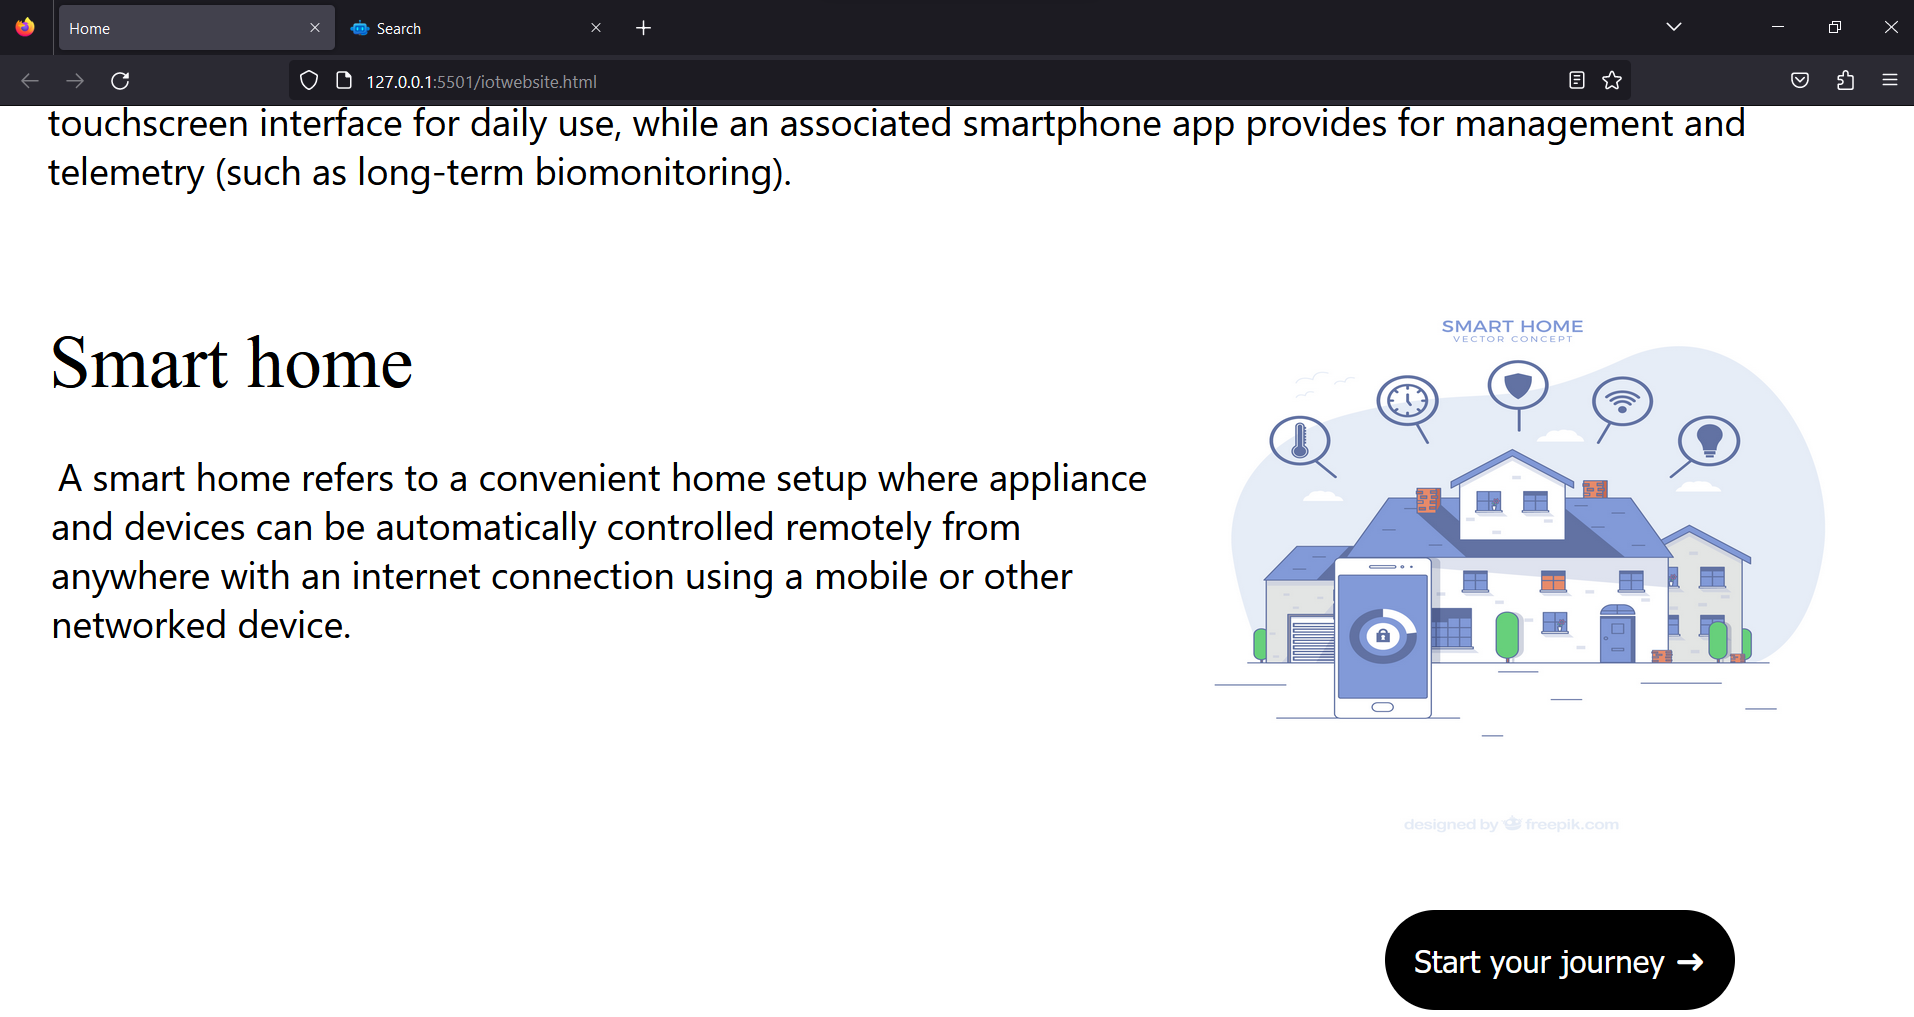 Home
Search
127.0.0.1:5501/iotwebsite.html
touchscreen interface for daily use, while an associated smartphone app provides for management and
telemetry (such as long-term biomonitoring).
Smart home
A smart home refers to a convenient home setup where appliance
and devices can be automatically controlled remotely from
anywhere with an internet connection using a mobile or other
networked device.
SMART HOME
VECTOR CONCEPT
designed by freepik.com
Start your journey ➜